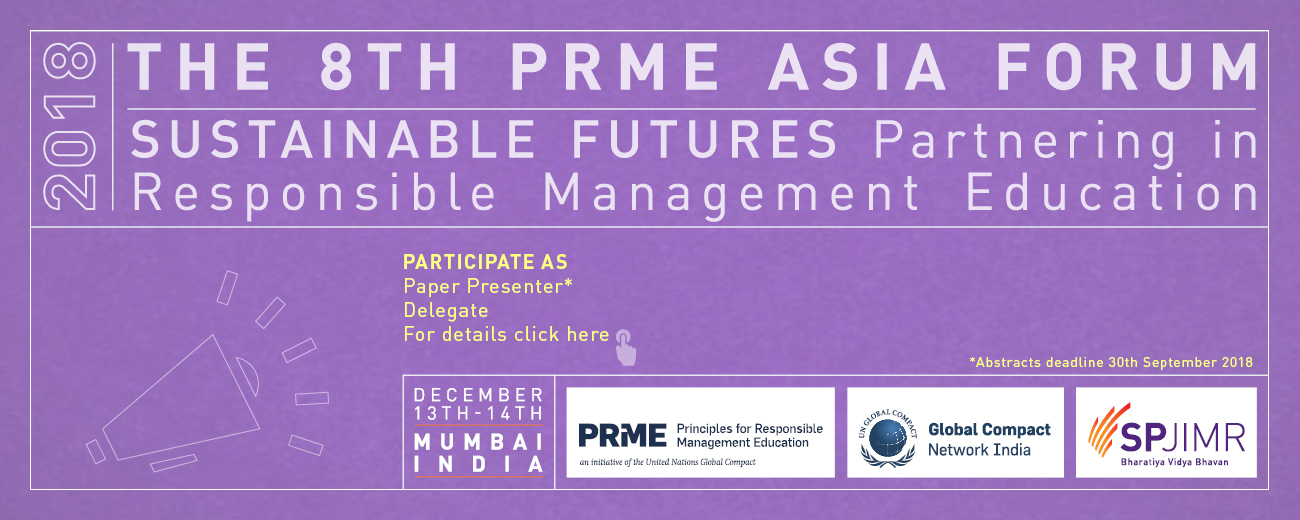 2018
THE 8TH PRME ASIA FORUM
SUSTAINABLE FUTURES Partnering in
Responsible Management Education
PARTICIPATE AS
Paper Presenter*
Delegate
For details click here
*Abstracts deadline 30th September 2018
DECEMBER
13TH-14TH
MUMBAI
INDIA
PRME Principles for Responsible
Management Education
an initiative of the United Nations Global Compact
UN GLOBAL COMPACT
Global Compact
Network India
SPJIMR
Bharatiya Vidya Bhavan